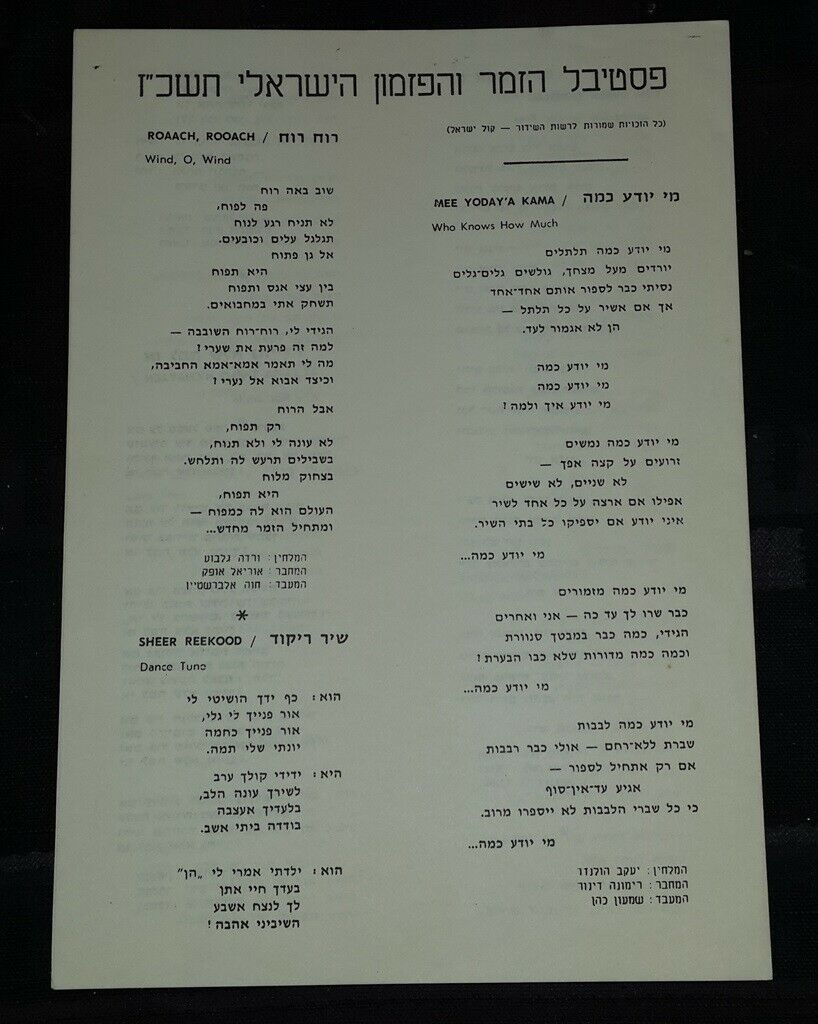 פסטיבל הזמר והפזמון הישראלי תשכ"ז
(כל הזכויות שמורות לרשות השידור — קול ישראל)
מי יודע כמה / MEE YODAY'A KAMA
Who Knows How Much
מי יודע כמה תלתלים
יורדים מעל מצחך, גולשים גלים־גלים
נסיתי כבר לספור אותם אחד־אחד
אך אם אשיר על כל תלתל —
הן לא אגמור לעד.
מי יודע כמה
מי יודע כמה
מי יודע איך ולמה?
מי יודע כמה נמשים
זרועים על קצה אפך —
לא שניים, לא שישים
אפילו אם ארצה על כל אחד לשיר
איני יודע אם יספיקו כל בתי השיר.
מי יודע כמה...
מי יודע כמה מזמורים
כבר שרו לך עד כה — אני ואחרים
הגידי, כמה כבר במבטך סנוורת
וכמה כמה מדורות שלא כבו הבערת?
מי יודע כמה...
מי יודע כמה לבבות
שברת ללא־רחם — אולי כבר רבבות
אם רק אתחיל לספור —
אגיע עד־אין־סוף
כי כל שברי הלבבות לא ייספרו מרוב.
מי יודע כמה...
המלחין: יעקב הולנדר
המחבר: רימונה דינור
המעבד: שמעון כהן
רוח רוח / ROAACH, ROOACH
Wind, O, Wind
שוב באה רוח
פה לפוח,
לא תניח רגע לנוח
תגלגל עלים וכובעים.
אל גן פתוח
היא תפוח
בין עצי אגס ותפוח
תשחק אתי במחבואים.
הגידי לי, רוח־רוח השובבה —
למה זה פרעת את שערי?
מה לי תאמר אמא־אמא החביבה,
וכיצד אבוא אל נערי?
אבל הרוח
רק תפוח,
לא עונה לי ולא תנוח,
בשבילים תרעש לה ותלחש.
בצחוק מלוח
היא תפוח,
העולם הוא לה כמפוח —
ומתחיל הזמר מחדש...
המלחין: ורדה גלבוע
המחבר: אוריאל אופק
המעבד: חוה אלברשטיין
*
שיר ריקוד / SHEER REEKOOD
Dance Tune
הוא: כף ידך הושיטי לי
אור פנייך לי גלי,
אור פנייך כחמה
יונתי שלי תמה.
היא: ידידי קולך ערב
לשירך עונה הלב,
בלעדיך אעצבה
בודדה ביתי אשב.
הוא: ילדתי אמרי לי „הן"
בעדך חיי אתן
לך לנצח אשבע
השיביני אהבה!